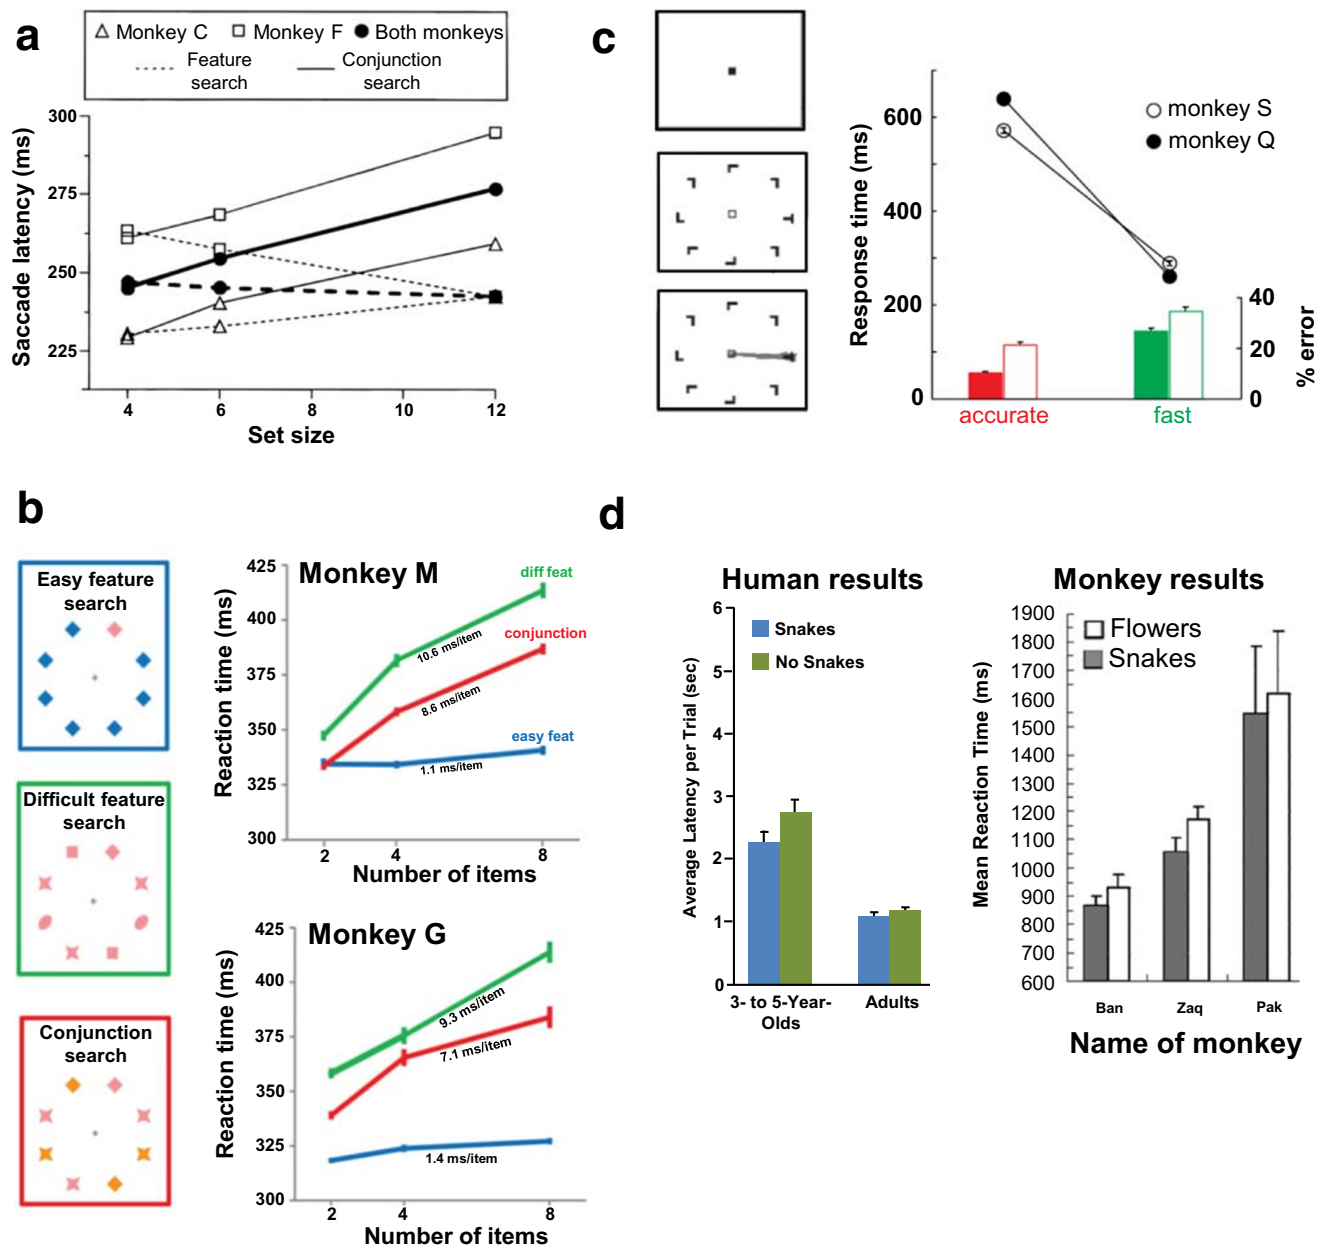 a
Monkey C Monkey F Both monkeys
Feature search
Conjunction search
Saccade latency (ms)
300
275
250
225
4 6 8 10 12
Set size
c
Response time (ms)
600
400
200
0
monkey S
monkey Q
40
20
0
% error
accurate fast
b
Easy feature
search
Difficult feature
search
Conjunction
search
Monkey M
Reaction time (ms)
425
400
375
350
325
300
diff feat
conjunction
easy feat
10.6 ms/item
8.6 ms/item
1.1 ms/item
2 4 8
Number of items
Monkey G
Reaction time (ms)
425
400
375
350
325
300
9.3 ms/item
7.1 ms/item
1.4 ms/item
2 4 8
Number of items
d
Human results
Average Latency per Trial (sec)
6
5
4
3
2
1
0
Snakes
No Snakes
3- to 5-Year-
Olds
Adults
Monkey results
Mean Reaction Time (ms)
1900
1800
1700
1600
1500
1400
1300
1200
1100
1000
900
800
700
600
Flowers
Snakes
Ban Zaq Pak
Name of monkey